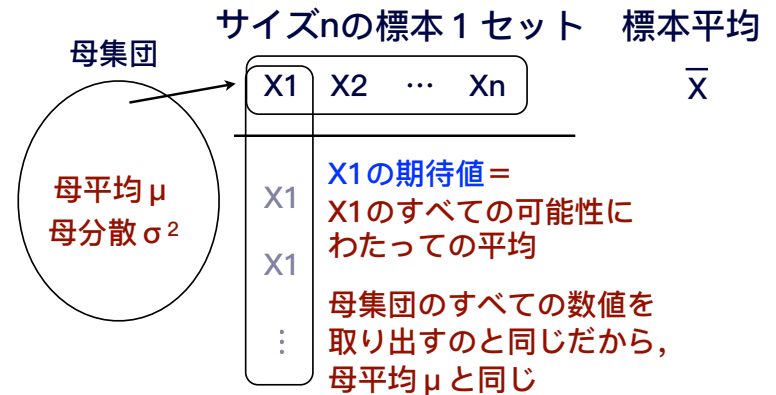 サイズnの標本1セット 標本平均
母集団
X1 X2 … Xn X̅
母平均μ
母分散σ²
X1
X1
⋮
X1の期待値=
X1のすべての可能性に
わたっての平均
母集団のすべての数値を
取り出すのと同じだから,
母平均μと同じ